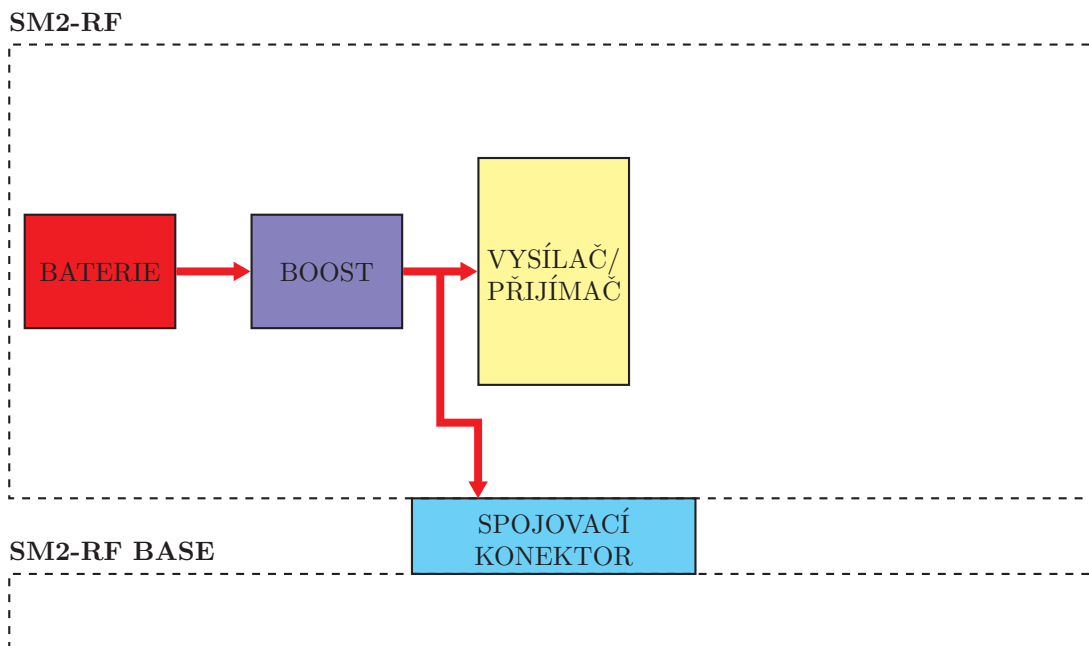 SM2-RF
BATERIE
BOOST
VYSÍLAČ/
PŘIJÍMAČ
SPOJOVACÍ
KONEKTOR
SM2-RF BASE